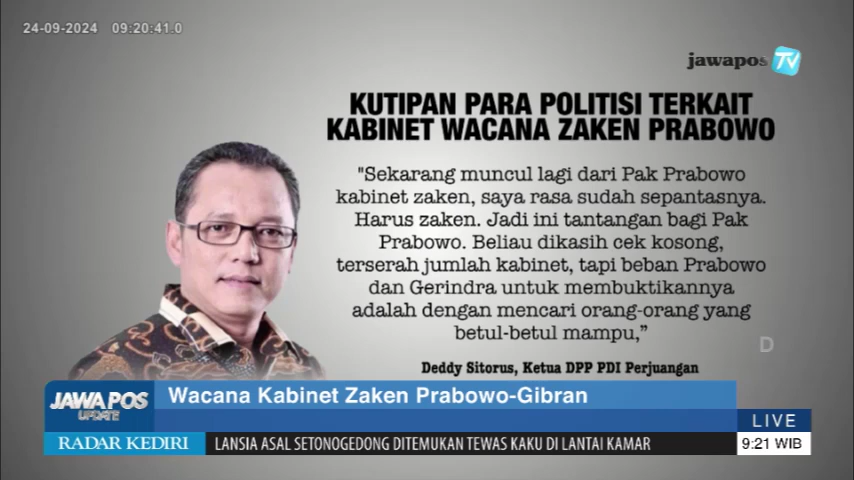 24-09-2024 09:20:41.0
jawapos TV
KUTIPAN PARA POLITISI TERKAIT
KABINET WACANA ZAKEN PRABOWO
"Sekarang muncul lagi dari Pak Prabowo
kabinet zaken, saya rasa sudah sepantasnya.
Harus zaken. Jadi ini tantangan bagi Pak
Prabowo. Beliau dikasih cek kosong,
terserah jumlah kabinet, tapi beban Prabowo
dan Gerindra untuk membuktikannya
adalah dengan mencari orang-orang yang
betul-betul mampu,”
D
Deddy Sitorus, Ketua DPP PDI Perjuangan
JAWA POS
UPDATE
Wacana Kabinet Zaken Prabowo-Gibran
LIVE
RADAR KEDIRI
LANSIA ASAL SETONOGEDONG DITEMUKAN TEWAS KAKU DI LANTAI KAMAR
9:21 WIB